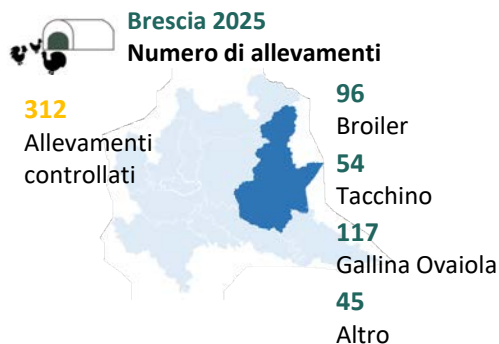 Brescia 2025
Numero di allevamenti
312
Allevamenti
controllati
96
Broiler
54
Tacchino
117
Gallina Ovaiola
45
Altro